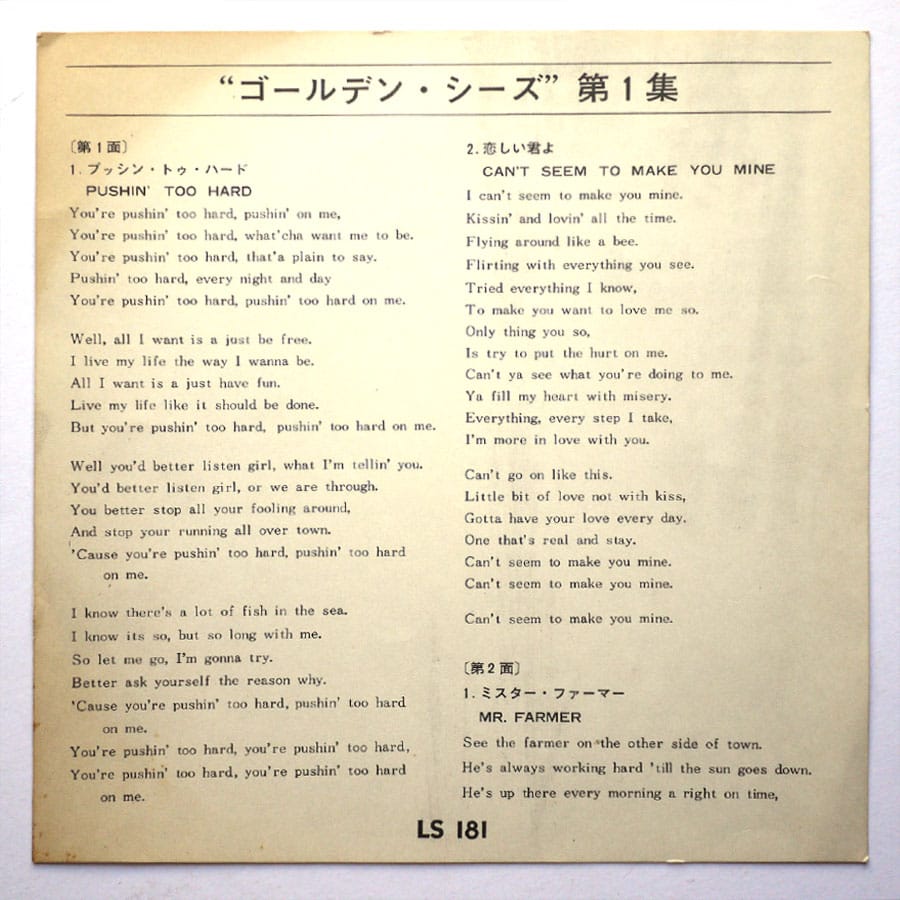 “ゴールデン・シーズ”第1集
〔第1面〕
1.プッシン・トゥ・ハード
PUSHIN' TOO HARD
You're pushin' too hard, pushin' on me,
You're pushin' too hard, what'cha want me to be.
You're pushin' too hard, that'a plain to say.
Pushin' too hard, every night and day
You're pushin' too hard, pushin' too hard on me.
Well, all I want is a just be free.
I live my life the way I wanna be.
All I want is a just have fun.
Live my life like it should be done.
But you're pushin' too hard, pushin' too hard on me.
Well you'd better listen girl, what I'm tellin' you.
You'd better listen girl, or we are through.
You better stop all your fooling around,
And stop your running all over town.
'Cause you're pushin' too hard, pushin' too hard
on me.
I know there's a lot of fish in the sea.
I know its so, but so long with me.
So let me go, I'm gonna try.
Better ask yourself the reason why.
'Cause you're pushin' too hard, pushin' too hard
on me.
You're pushin' too hard, you're pushin' too hard,
You're pushin' too hard, you're pushin' too hard
on me.
2.恋しい君よ
CAN'T SEEM TO MAKE YOU MINE
I can't seem to make you mine.
Kissin' and lovin' all the time.
Flying around like a bee.
Flirting with everything you see.
Tried everything I know,
To make you want to love me so.
Only thing you so,
Is try to put the hurt on me.
Can't ya see what you're doing to me.
Ya fill my heart with misery.
Everything, every step I take,
I'm more in love with you.
Can't go on like this.
Little bit of love not with kiss,
Gotta have your love every day.
One that's real and stay.
Can't seem to make you mine.
Can't seem to make you mine.
Can't seem to make you mine.
〔第2面〕
1.ミスター・ファーマー
MR. FARMER
See the farmer on the other side of town.
He's always working hard 'till the sun goes down.
He's up there every morning a right on time,
LS 181